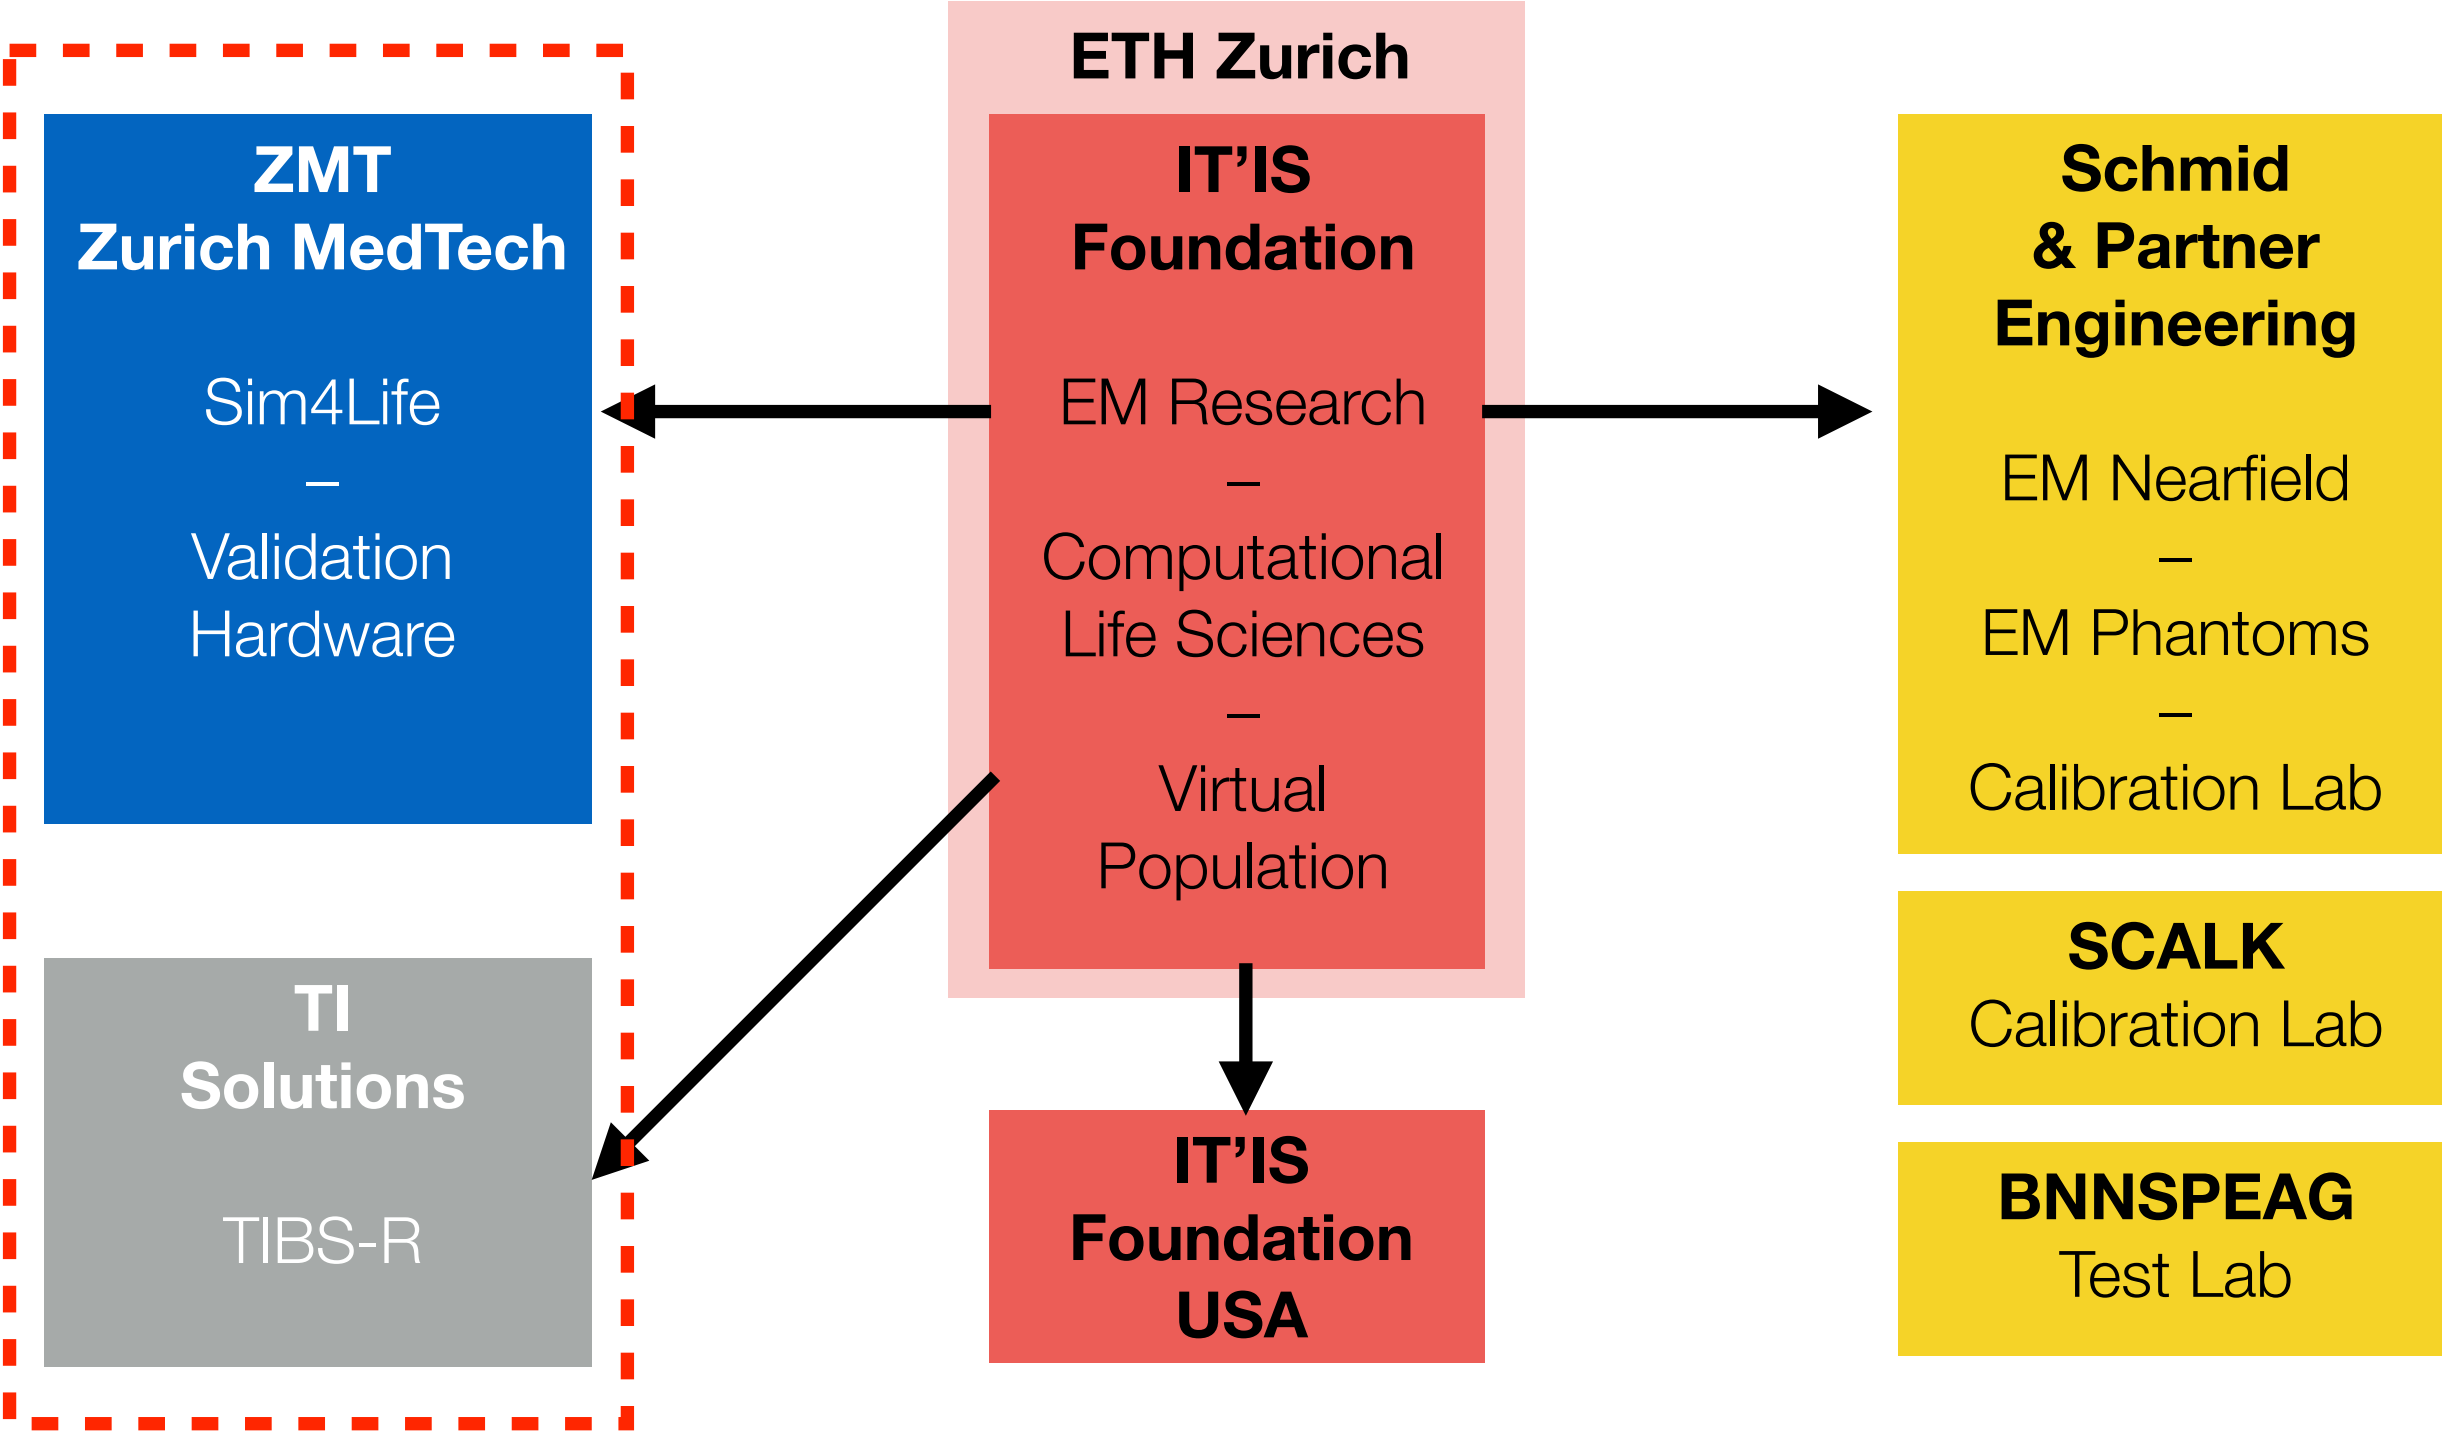 ZMT
Zurich MedTech
Sim4Life
–
Validation
Hardware
TI
Solutions
TIBS-R
ETH Zurich
IT’IS
Foundation
EM Research
–
Computational
Life Sciences
–
Virtual
Population
IT’IS
Foundation
USA
Schmid
& Partner
Engineering
EM Nearfield
–
EM Phantoms
–
Calibration Lab
SCALK
Calibration Lab
BNNSPEAG
Test Lab